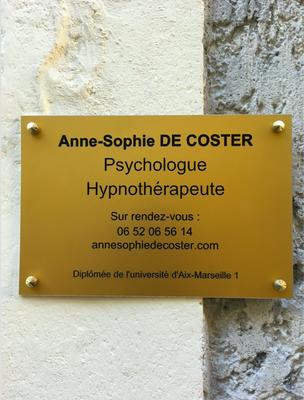 Anne-Sophie DE COSTER
Psychologue
Hypnothérapeute
Sur rendez-vous :
06 52 06 56 14
annesophiedecoster.com
Diplômée de l'université d'Aix-Marseille 1